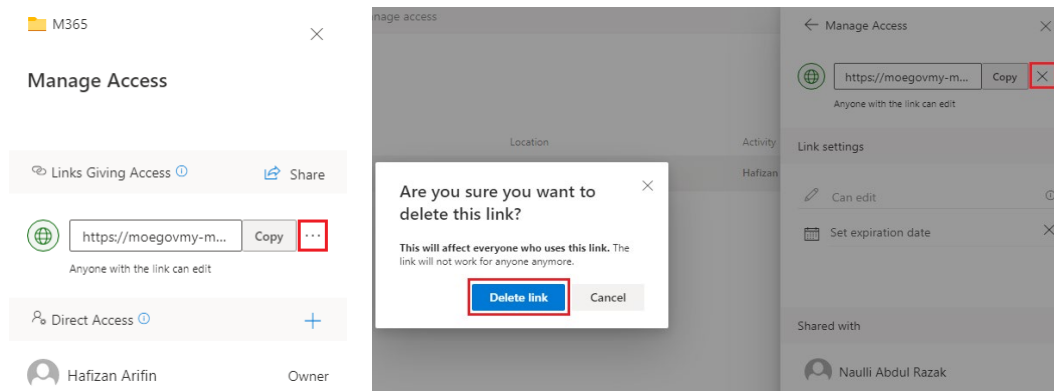 M365
Manage Access
Links Giving Access
Share
https://moegovmy-m...
Copy
...
Anyone with the link can edit
Direct Access
Hafizan Arifin
Owner
nage access
Location
Activity
Hafizan
Are you sure you want to
delete this link?
This will affect everyone who uses this link. The
link will not work for anyone anymore.
Delete link
Cancel
Manage Access
https://moegovmy-m...
Copy
Anyone with the link can edit
Link settings
Can edit
Set expiration date
Shared with
Naulli Abdul Razak